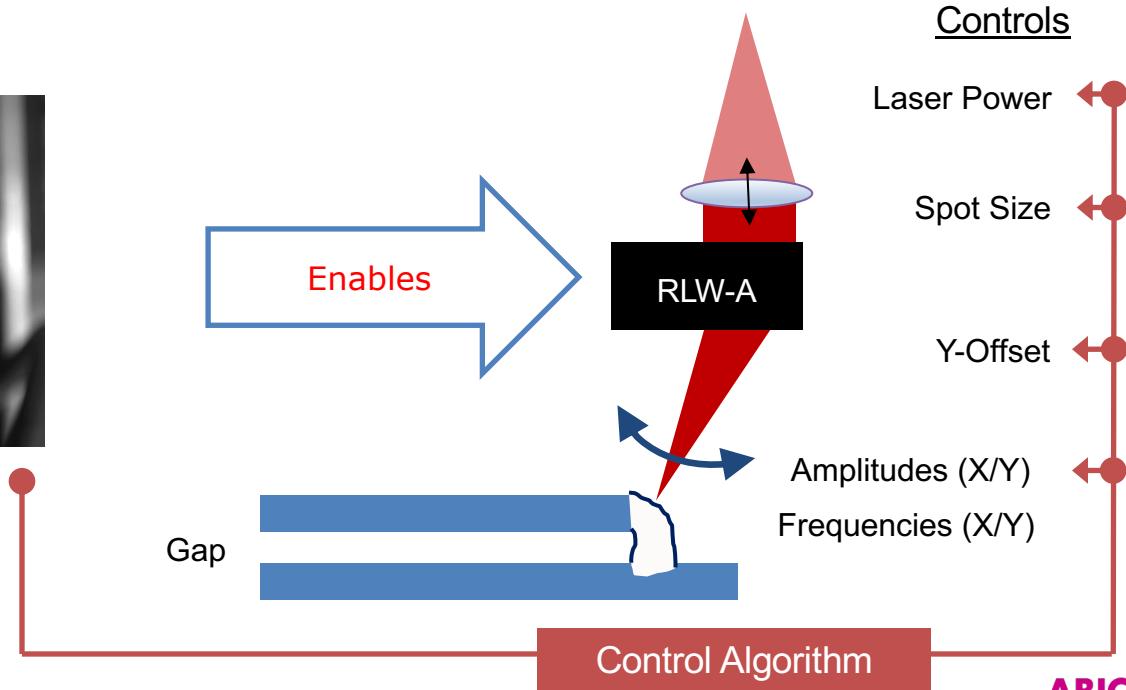 Controls
Laser Power
Spot Size
Enables
RLW-A
Y-Offset
Amplitudes (X/Y)
Frequencies (X/Y)
Gap
Control Algorithm